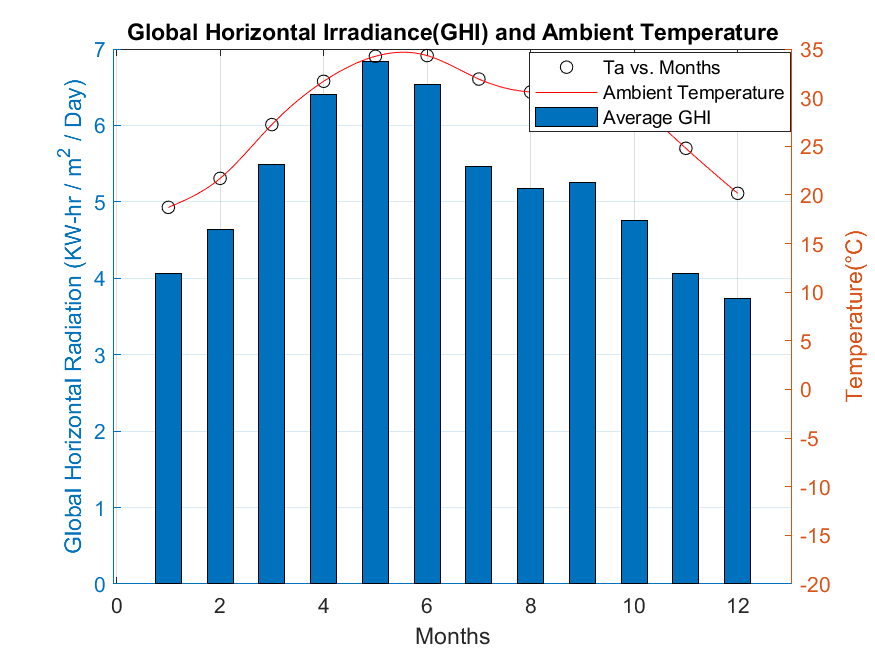 Global Horizontal Irradiance(GHI) and Ambient Temperature
Global Horizontal Radiation (KW-hr / m² / Day)
7
6
5
4
3
2
1
0
Ta vs. Months
Ambient Temperature
Average GHI
35
30
25
20
15
10
5
0
-5
-10
-15
-20
Temperature(°C)
0 2 4 6 8 10 12
Months